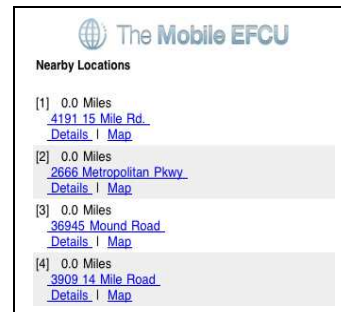 The Mobile EFCU
Nearby Locations
[1] 0.0 Miles
4191 15 Mile Rd.
Details | Map
[2] 0.0 Miles
2666 Metropolitan Pkwy
Details | Map
[3] 0.0 Miles
36945 Mound Road
Details | Map
[4] 0.0 Miles
3909 14 Mile Road
Details | Map